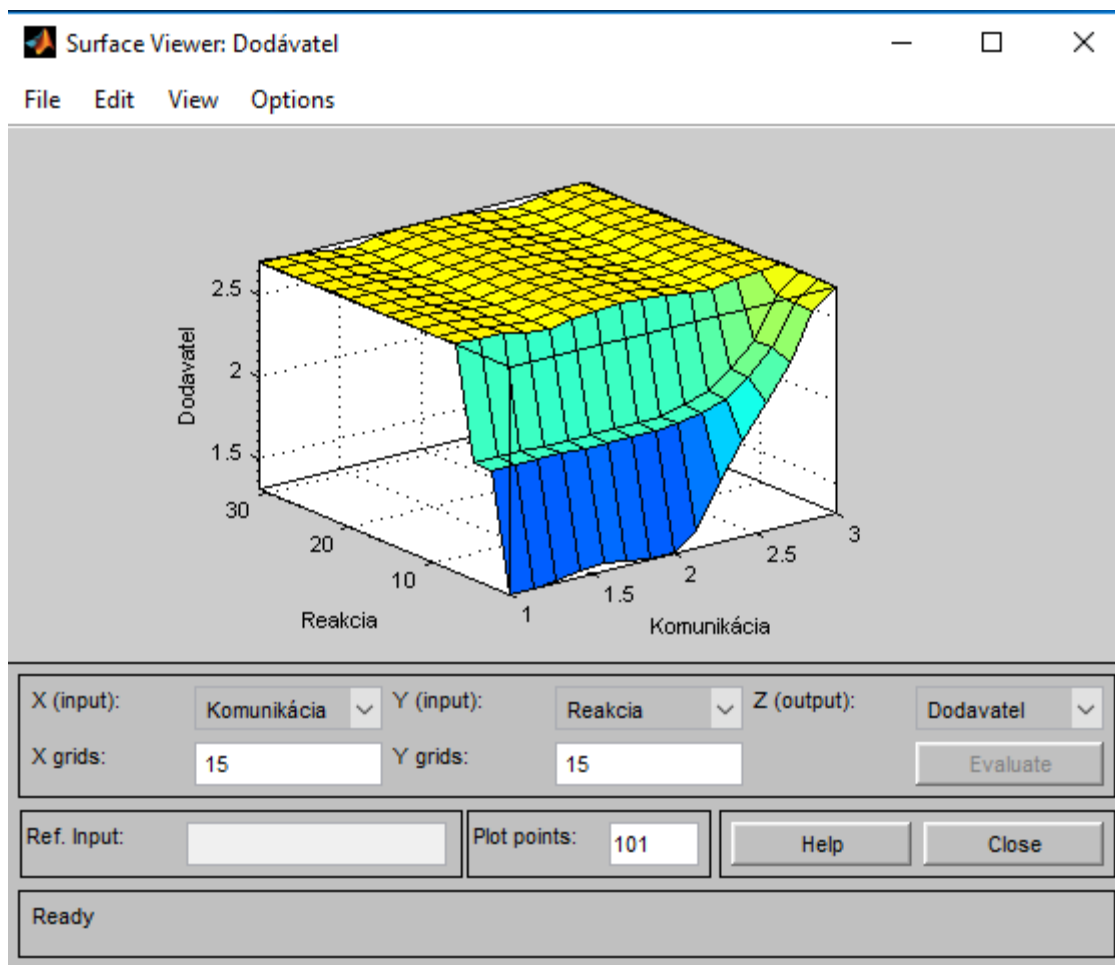 Surface Viewer: Dodávatel
File Edit View Options
2.5
2
1.5
Dodavatel
30
20
10
Reakcia
1
1.5
2
2.5
3
Komunikácia
X (input): Komunikácia Y (input): Reakcia Z (output): Dodavatel
X grids: 15 Y grids: 15 Evaluate
Ref. Input: Plot points: 101 Help Close
Ready